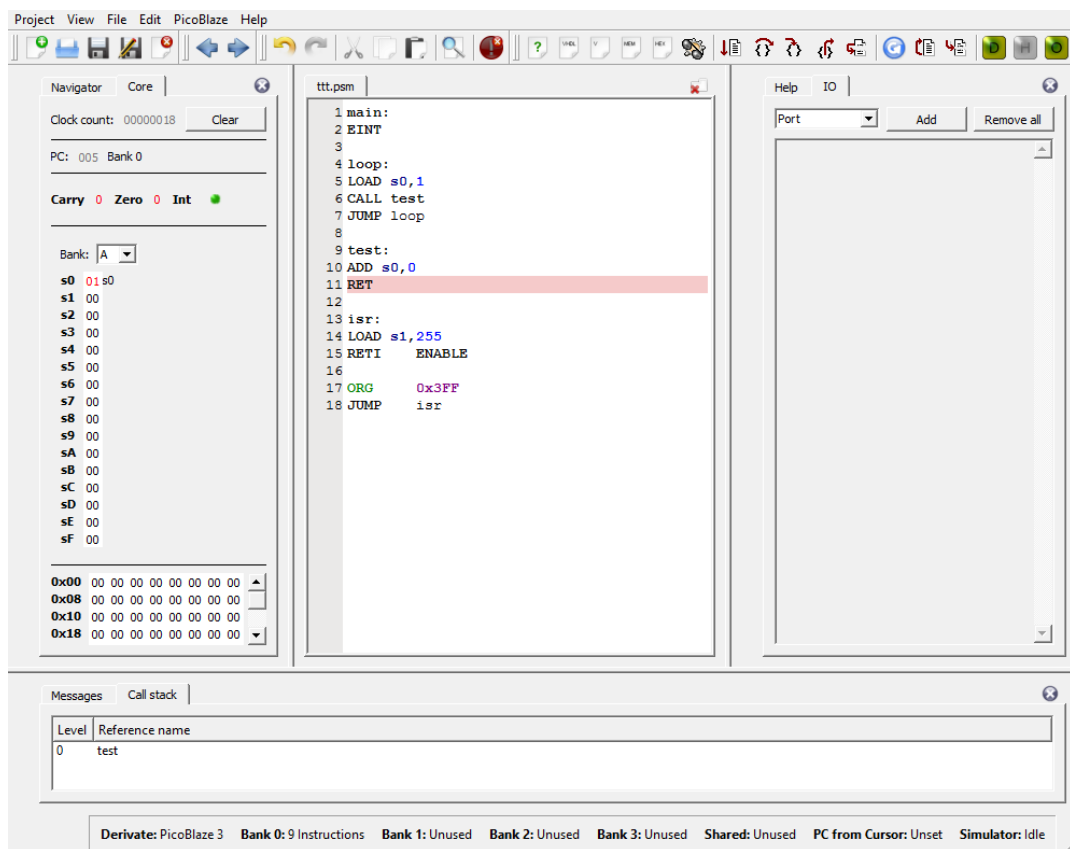 Project View File Edit PicoBlaze Help
? VHDL V MEM HEX D H
Navigator Core
Clock count: 00000018 Clear
PC: 005 Bank 0
Carry 0 Zero 0 Int
Bank: A
s0 01 s0
s1 00
s2 00
s3 00
s4 00
s5 00
s6 00
s7 00
s8 00
s9 00
sA 00
sB 00
sC 00
sD 00
sE 00
sF 00
0x00 00 00 00 00 00 00 00 00
0x08 00 00 00 00 00 00 00 00
0x10 00 00 00 00 00 00 00 00
0x18 00 00 00 00 00 00 00 00
ttt.psm
1 main:
2 EINT
3
4 loop:
5 LOAD s0,1
6 CALL test
7 JUMP loop
8
9 test:
10 ADD s0,0
11 RET
12
13 isr:
14 LOAD s1,255
15 RETI ENABLE
16
17 ORG 0x3FF
18 JUMP isr
Help IO
Port Add Remove all
Messages Call stack
Level Reference name
0 test
Derivate: PicoBlaze 3 Bank 0: 9 Instructions Bank 1: Unused Bank 2: Unused Bank 3: Unused Shared: Unused PC from Cursor: Unset Simulator: Idle